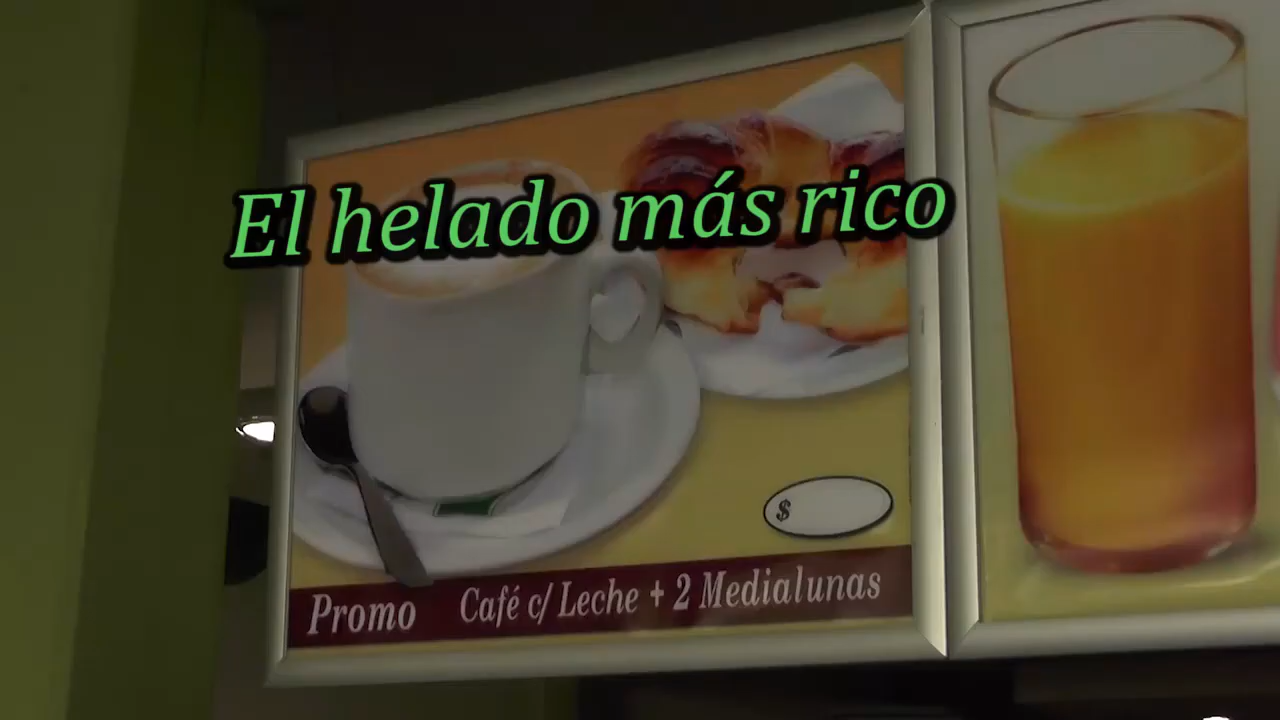 El helado más rico
$
Promo Café c/ Leche + 2 Medialunas